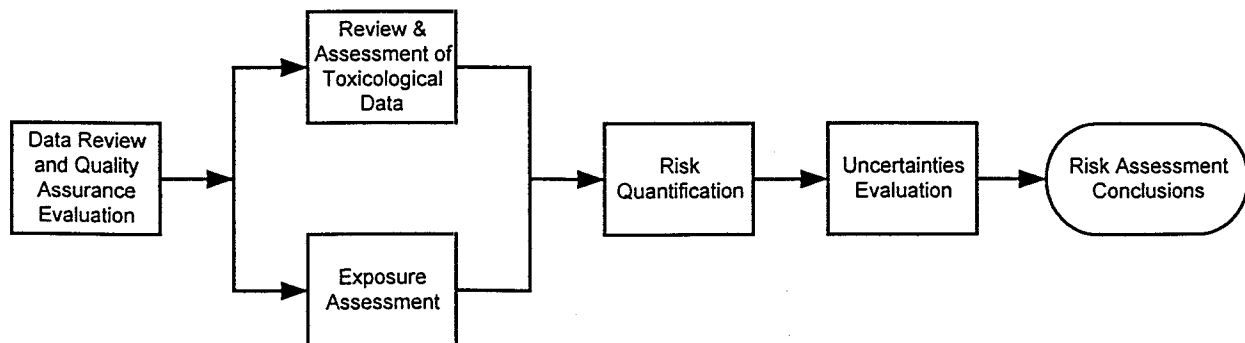 Data Review
and Quality
Assurance
Evaluation
Review &
Assessment of
Toxicological
Data
Exposure
Assessment
Risk
Quantification
Uncertainties
Evaluation
Risk Assessment
Conclusions